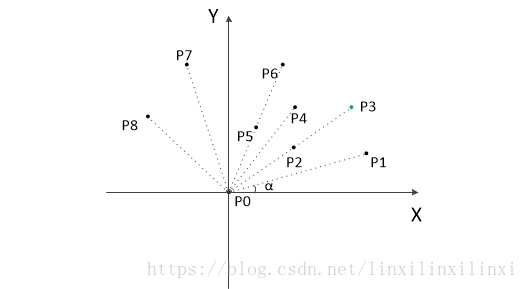 Y
P7
P6
P3
P4
P8
P5
P2
P1
α
P0
X
https://blog.csdn.net/linxilinxilinxi